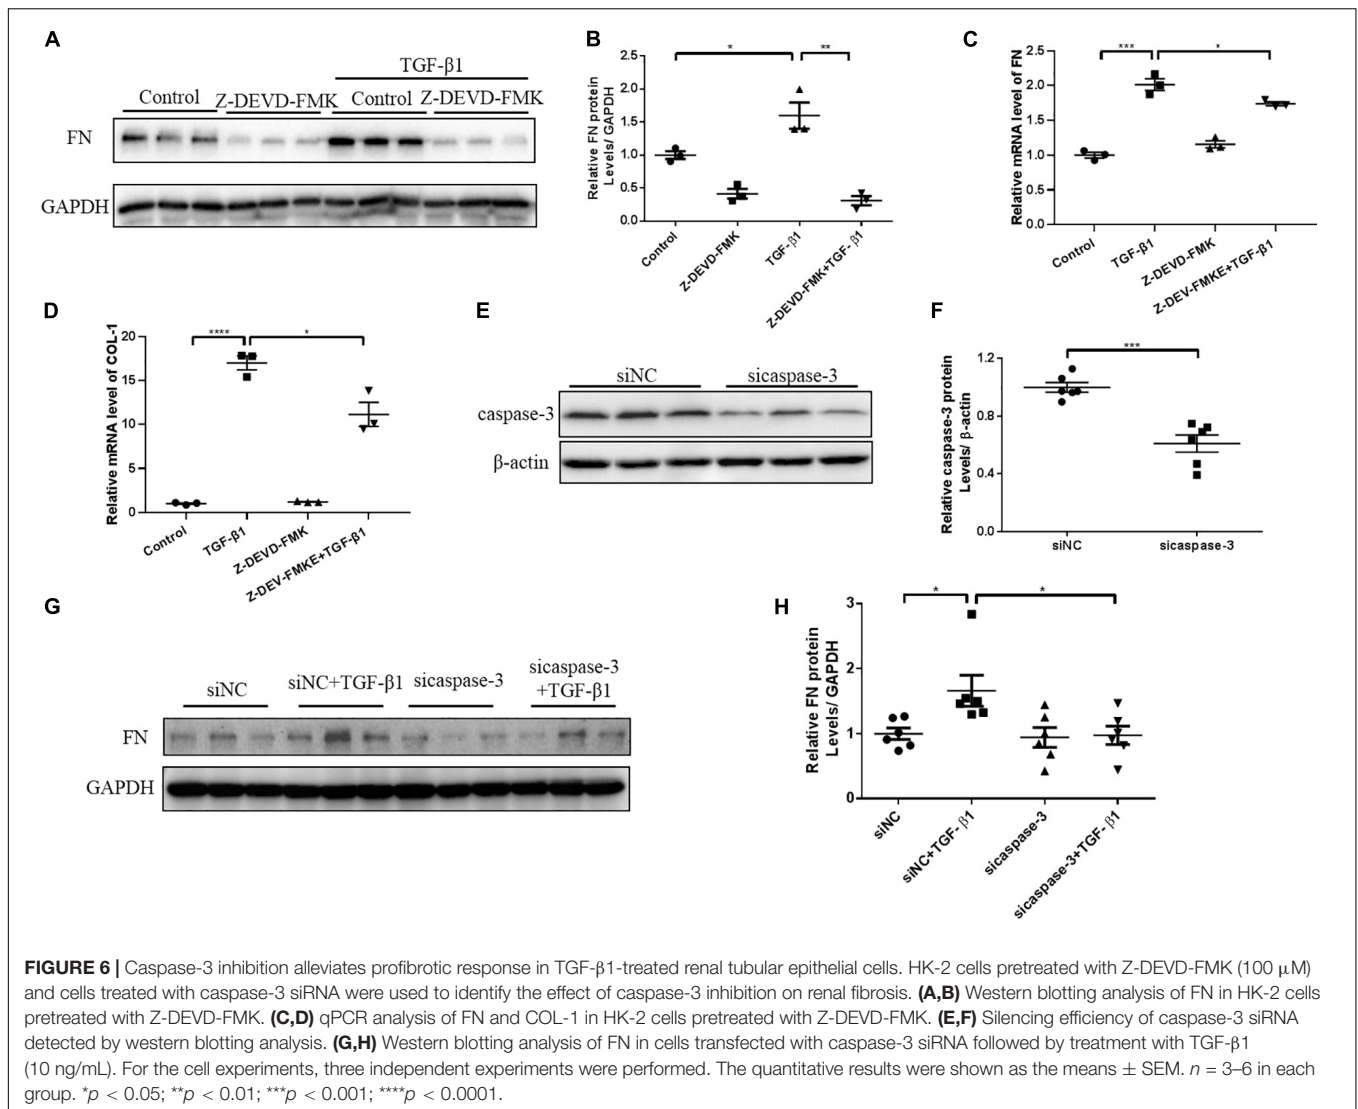 A
TGF-β1
Control Z-DEVD-FMK Control Z-DEVD-FMK
FN
GAPDH
B
Relative FN protein
Levels/ GAPDH
2.5
2.0
1.5
1.0
0.5
0.0
* **
Control
Z-DEVD-FMK
TGF- β1
Z-DEVD-FMK+TGF- β1
C
Relative mRNA level of FN
2.5
2.0
1.5
1.0
0.5
0.0
*** *
Control
TGF-β1
Z-DEVD-FMK
Z-DEV-FMKE+TGF-β1
D
Relative mRNA level of COL-1
20
15
10
5
0
**** *
Control
TGF-β1
Z-DEVD-FMK
Z-DEV-FMKE+TGF-β1
E
siNC sicaspase-3
caspase-3
β-actin
F
Relative caspase-3 protein
Levels/ β-actin
1.2
0.8
0.4
0.0
***
siNC sicaspase-3
G
siNC siNC+TGF-β1 sicaspase-3 sicaspase-3
+TGF-β1
FN
GAPDH
H
Relative FN protein
Levels/ GAPDH
3
2
1
0
* *
siNC
siNC+TGF- β1
sicaspase-3
sicaspase-3+TGF- β1
FIGURE 6 | Caspase-3 inhibition alleviates profibrotic response in TGF-β1-treated renal tubular epithelial cells. HK-2 cells pretreated with Z-DEVD-FMK (100 μM)
and cells treated with caspase-3 siRNA were used to identify the effect of caspase-3 inhibition on renal fibrosis. (A,B) Western blotting analysis of FN in HK-2 cells
pretreated with Z-DEVD-FMK. (C,D) qPCR analysis of FN and COL-1 in HK-2 cells pretreated with Z-DEVD-FMK. (E,F) Silencing efficiency of caspase-3 siRNA
detected by western blotting analysis. (G,H) Western blotting analysis of FN in cells transfected with caspase-3 siRNA followed by treatment with TGF-β1
(10 ng/mL). For the cell experiments, three independent experiments were performed. The quantitative results were shown as the means ± SEM. n = 3–6 in each
group. *p < 0.05; **p < 0.01; ***p < 0.001; ****p < 0.0001.